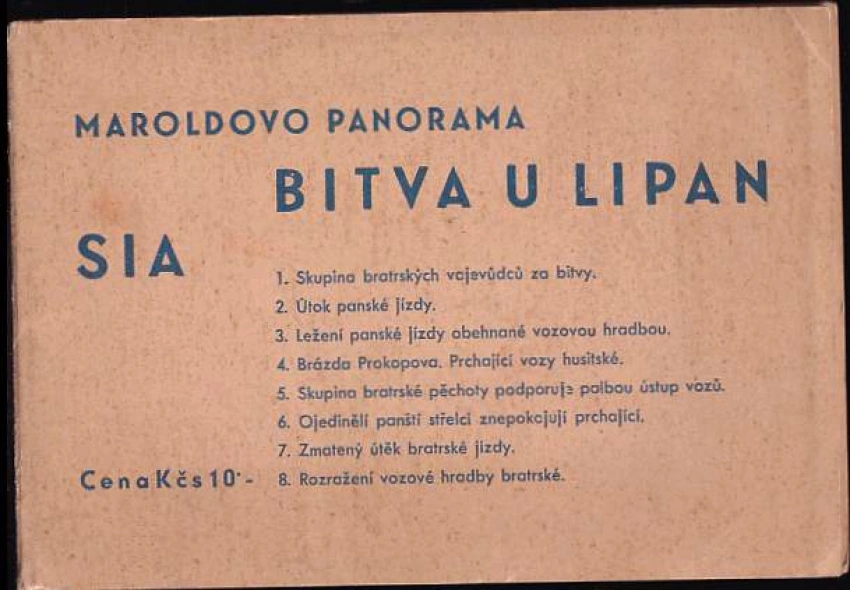 MAROLDOVO PANORAMA
BITVA U LIPAN
SIA
1. Skupina bratrských vojevůdců za bitvy.
2. Útok panské jízdy.
3. Ležení panské jízdy obehnané vozovou hradbou.
4. Brázda Prokopova. Prchající vozy husitské.
5. Skupina bratrské pěchoty podporuje palbou ústup vozů.
6. Ojedinělí panští střelci znepokojují prchající.
7. Zmatený útěk bratrské jízdy.
8. Rozražení vozové hradby bratrské.
Cena Kčs 10·-